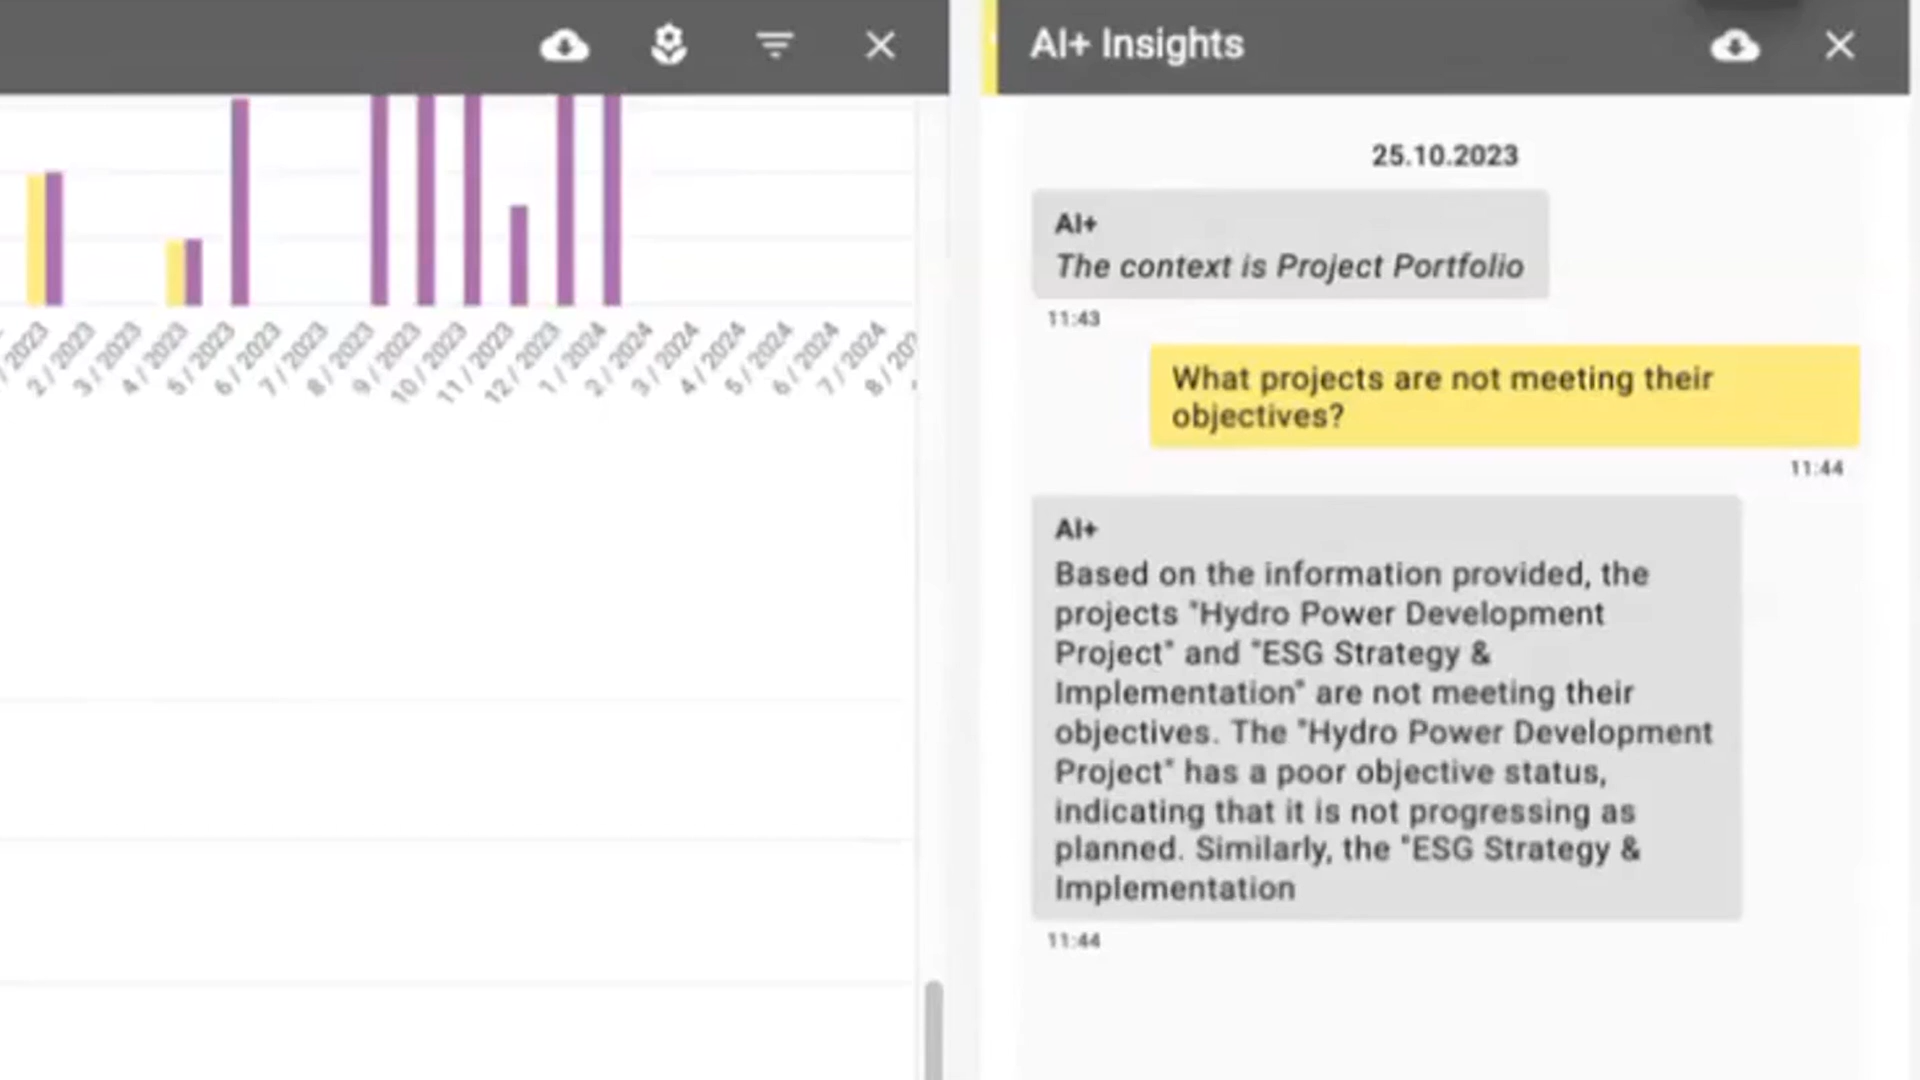 AI+ Insights
25.10.2023
AI+
The context is Project Portfolio
11:43
What projects are not meeting their
objectives?
11:44
AI+
Based on the information provided, the
projects "Hydro Power Development
Project" and "ESG Strategy &
Implementation" are not meeting their
objectives. The "Hydro Power Development
Project" has a poor objective status,
indicating that it is not progressing as
planned. Similarly, the "ESG Strategy &
Implementation
11:44
/ 2023
2 / 2023
3 / 2023
4 / 2023
5 / 2023
6 / 2023
7 / 2023
8 / 2023
9 / 2023
10 / 2023
11 / 2023
12 / 2023
1 / 2024
2 / 2024
3 / 2024
4 / 2024
5 / 2024
6 / 2024
7 / 2024
8 / 202